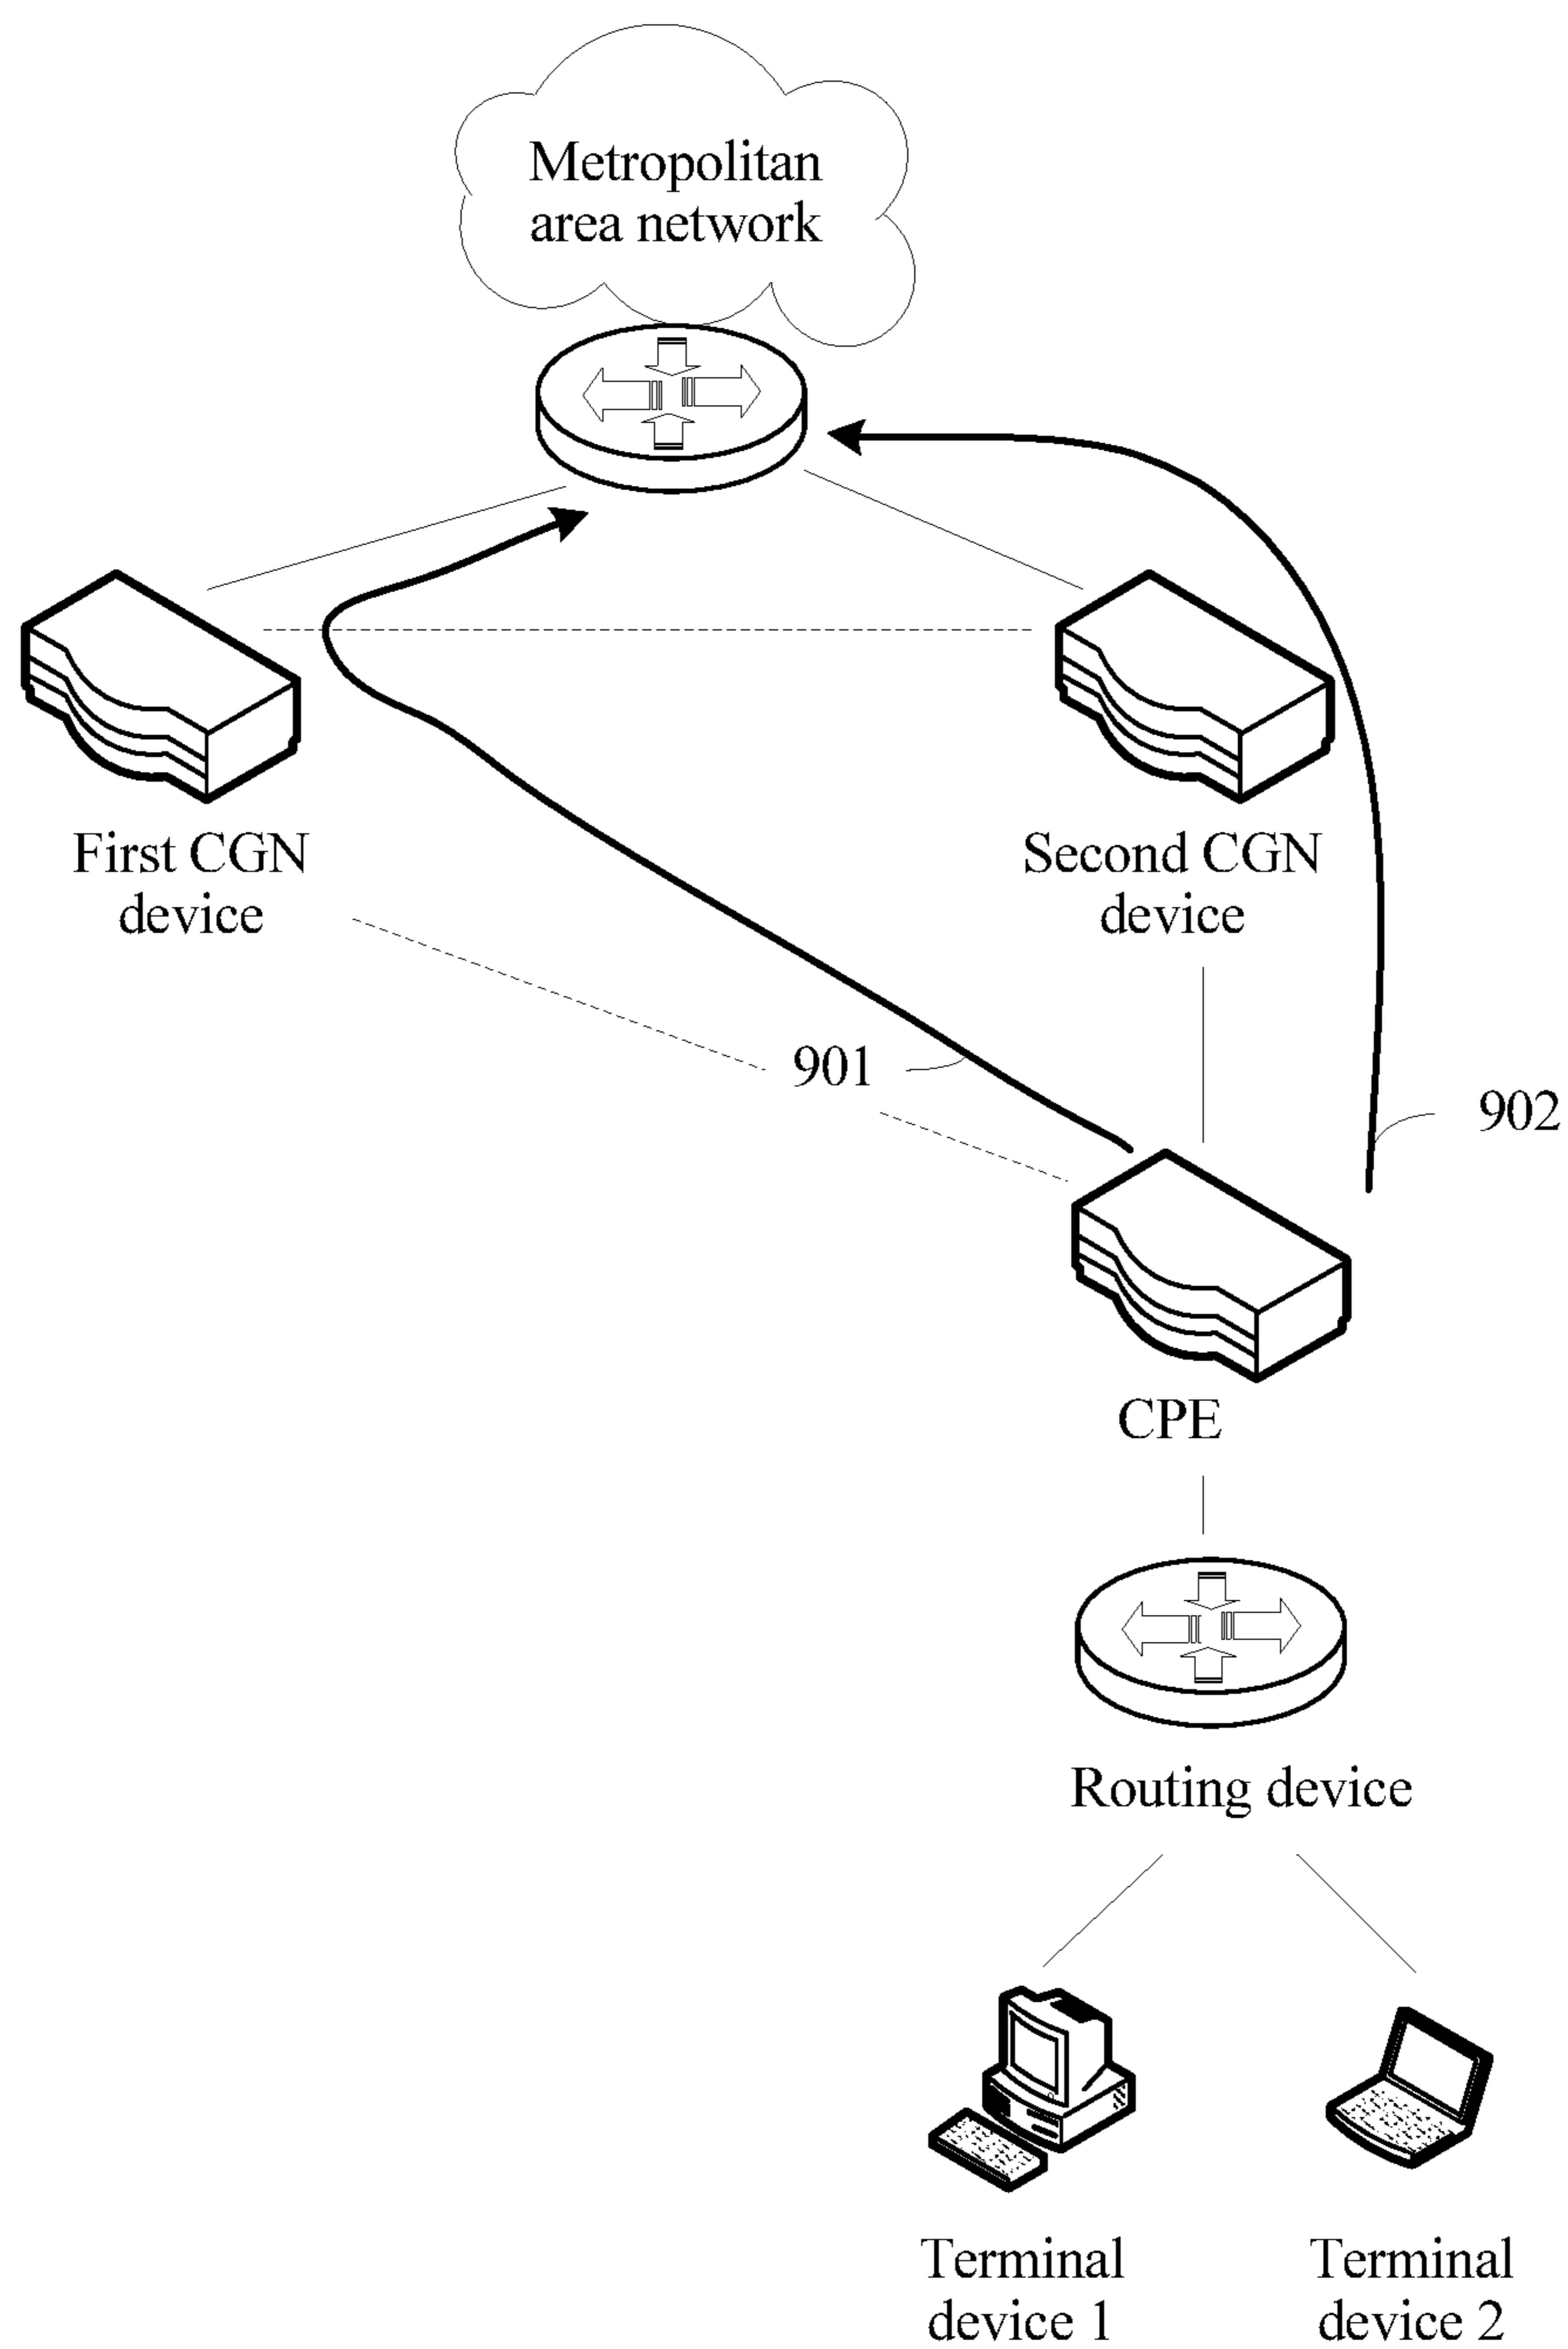 Metropolitan
area network
First CGN
device
Second CGN
device
901
902
CPE
Routing device
Terminal
device 1
Terminal
device 2